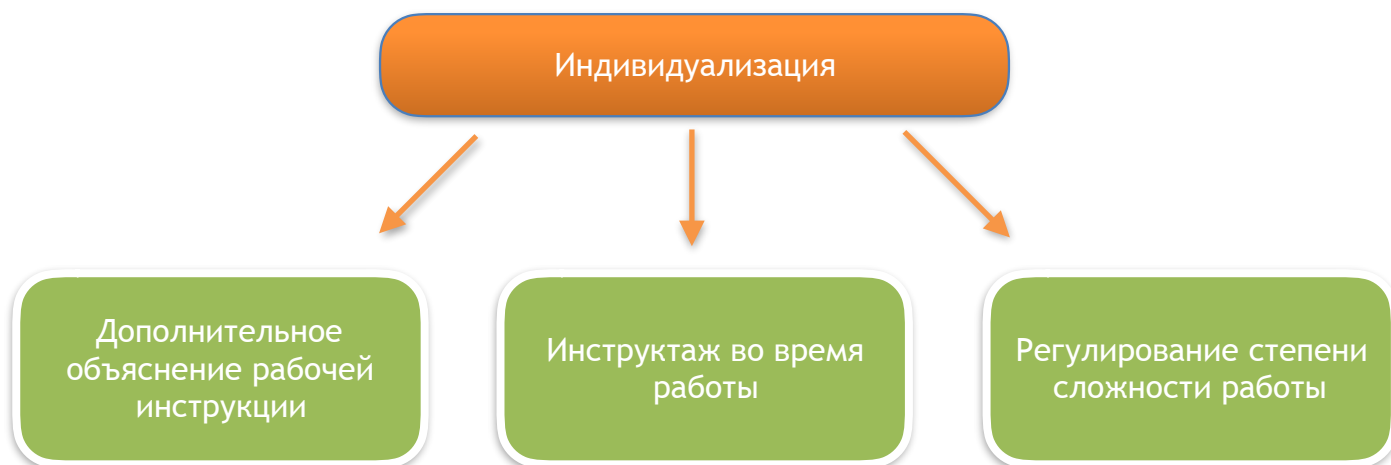 Индивидуализация
Дополнительное
объяснение рабочей
инструкции
Инструктаж во время
работы
Регулирование степени
сложности работы